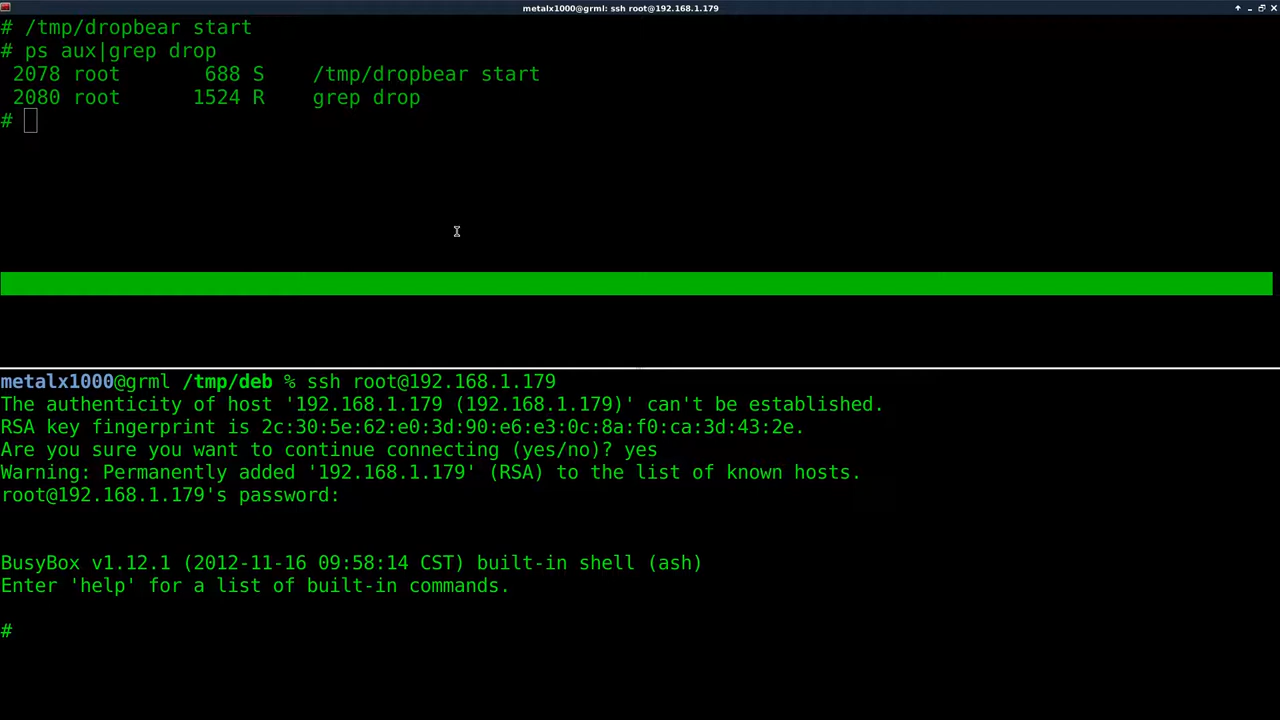 metalx1000@grml: ssh root@192.168.1.179
# /tmp/dropbear start
# ps aux|grep drop
 2078 root       688 S    /tmp/dropbear start
 2080 root      1524 R    grep drop
#
metalx1000@grml /tmp/deb % ssh root@192.168.1.179
The authenticity of host '192.168.1.179 (192.168.1.179)' can't be established.
RSA key fingerprint is 2c:30:5e:62:e0:3d:90:e6:e3:0c:8a:f0:ca:3d:43:2e.
Are you sure you want to continue connecting (yes/no)? yes
Warning: Permanently added '192.168.1.179' (RSA) to the list of known hosts.
root@192.168.1.179's password:
BusyBox v1.12.1 (2012-11-16 09:58:14 CST) built-in shell (ash)
Enter 'help' for a list of built-in commands.
#